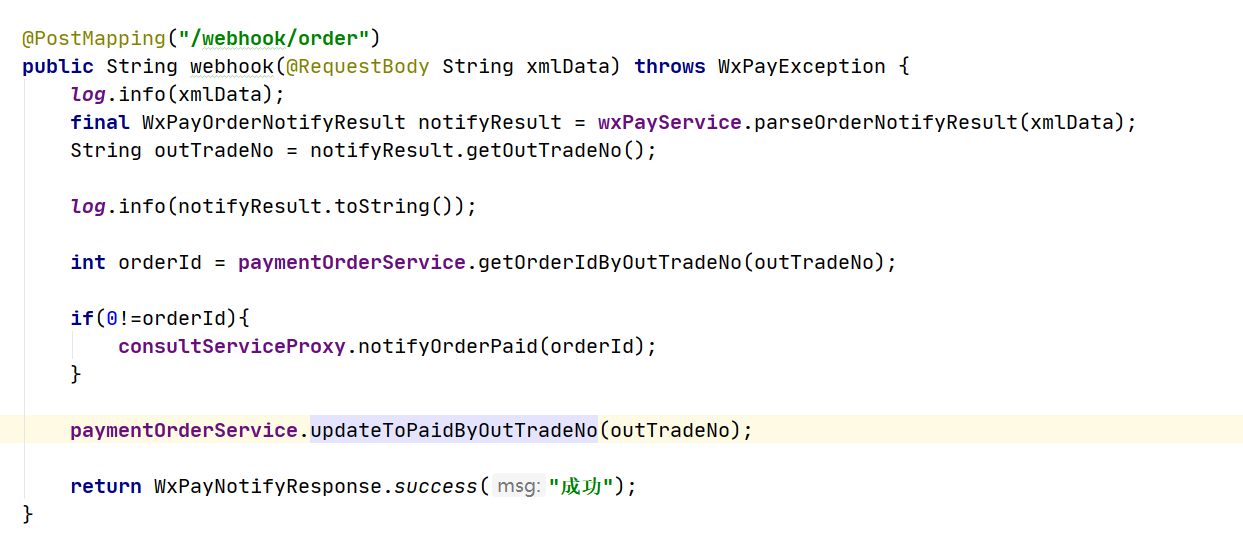 @PostMapping("/webhook/order")
public String webhook(@RequestBody String xmlData) throws WxPayException {
log.info(xmlData);
final WxPayOrderNotifyResult notifyResult = wxPayService.parseOrderNotifyResult(xmlData);
String outTradeNo = notifyResult.getOutTradeNo();
log.info(notifyResult.toString());
int orderId = paymentOrderService.getOrderIdByOutTradeNo(outTradeNo);
if(0!=orderId){
consultServiceProxy.notifyOrderPaid(orderId);
}
paymentOrderService.updateToPaidByOutTradeNo(outTradeNo);
return WxPayNotifyResponse.success( msg: "成功");
}